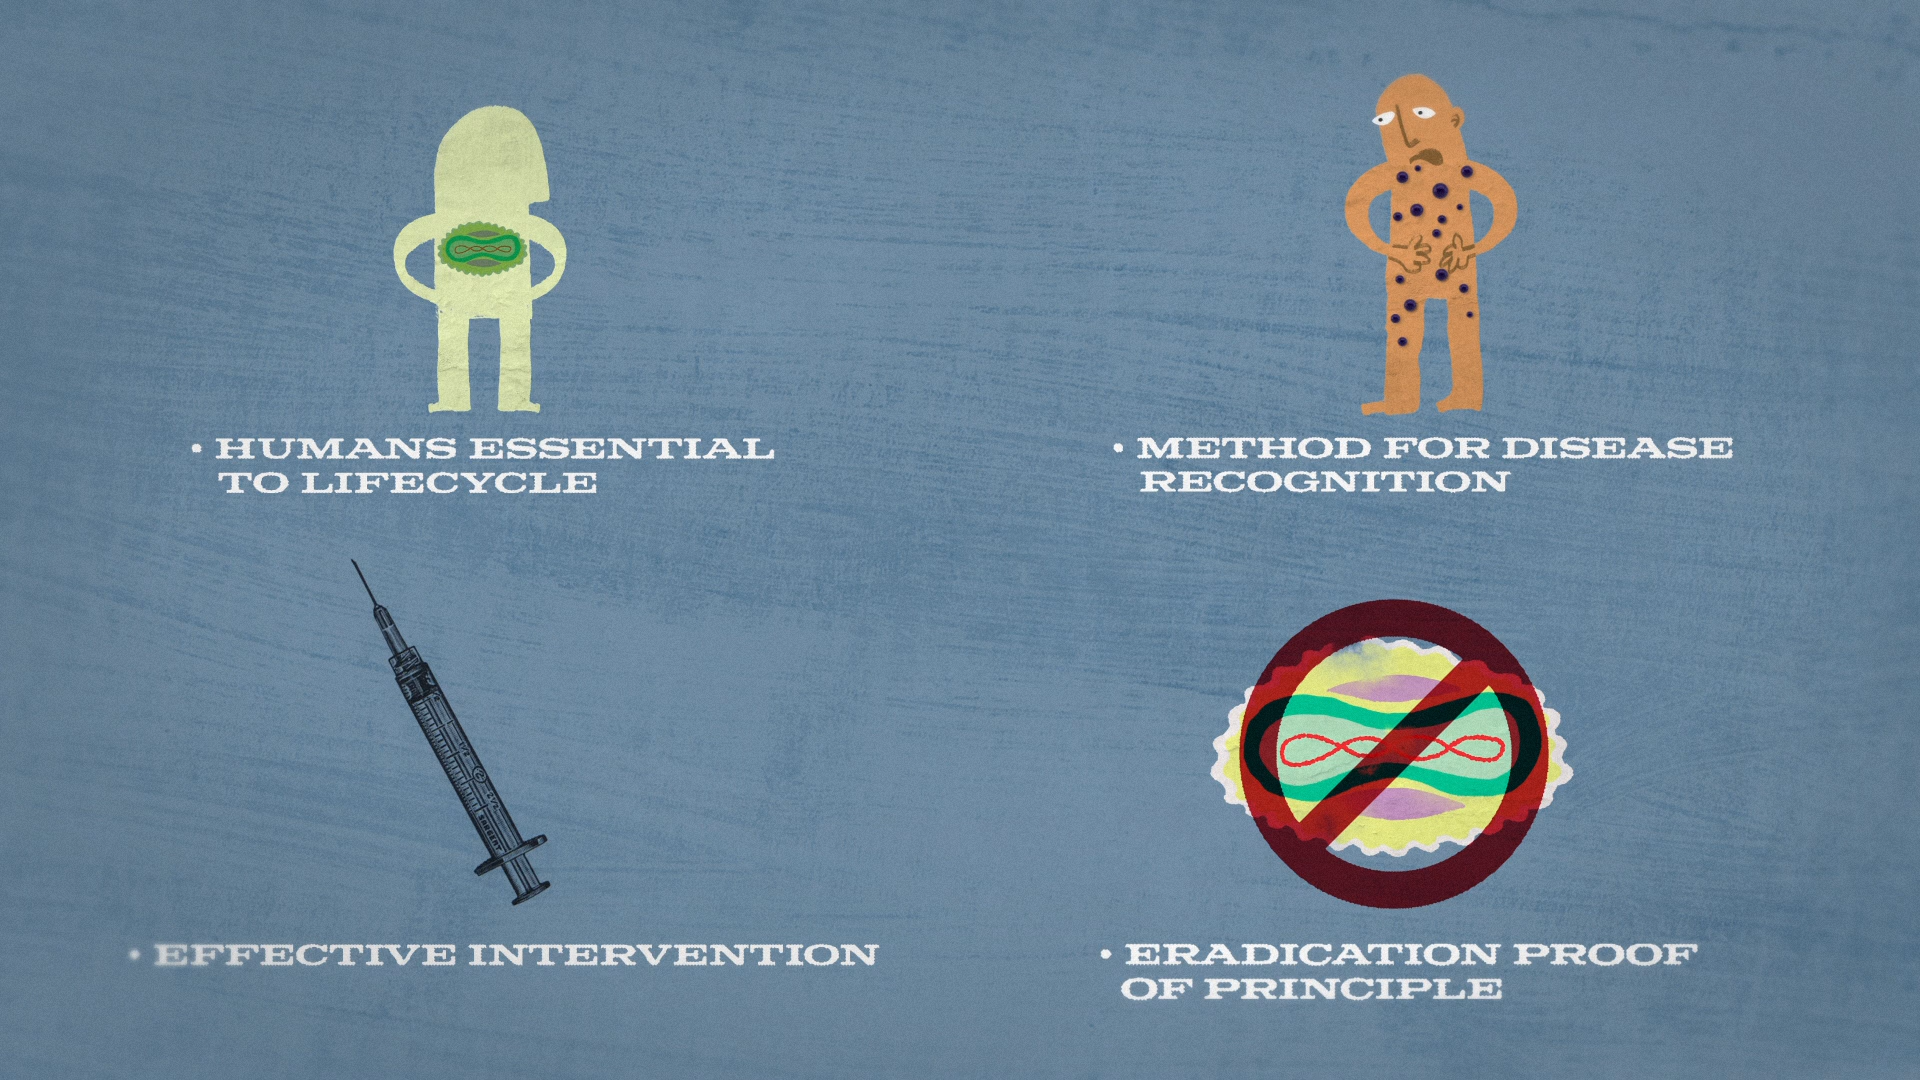 • HUMANS ESSENTIAL
TO LIFECYCLE
• METHOD FOR DISEASE
RECOGNITION
• EFFECTIVE INTERVENTION
• ERADICATION PROOF
OF PRINCIPLE